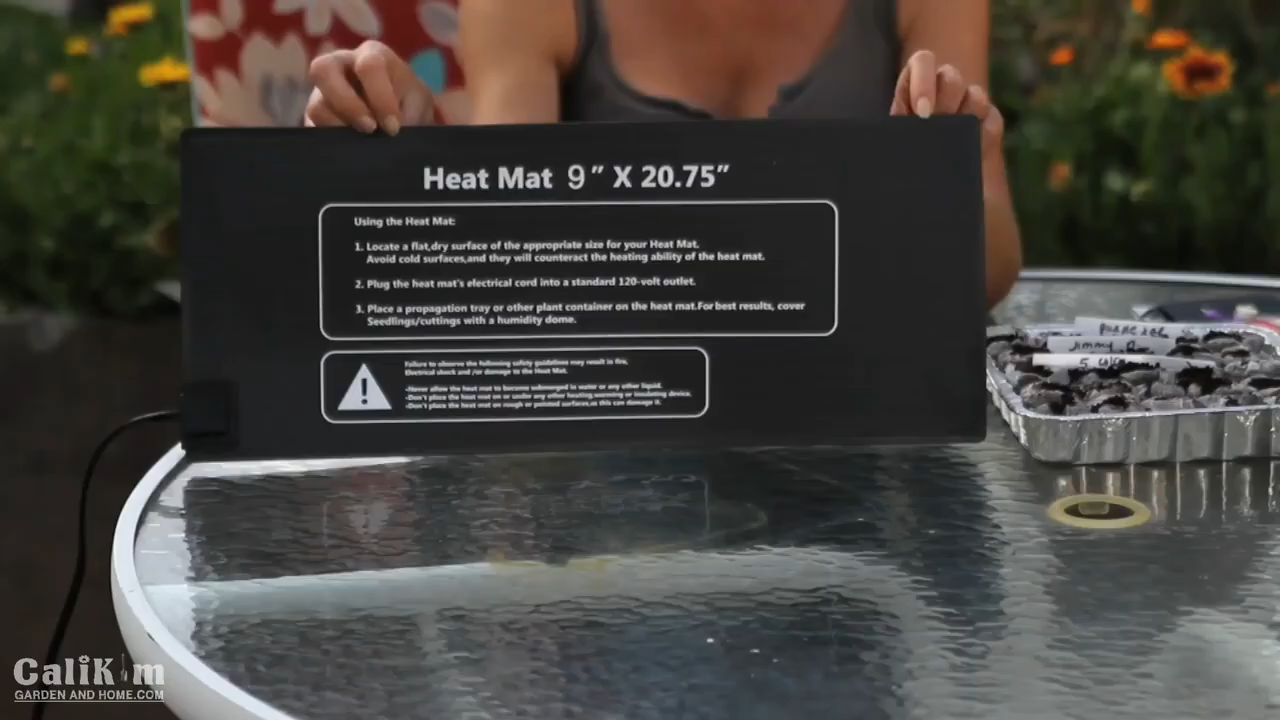 Heat Mat 9" X 20.75"
Using the Heat Mat:
1. Locate a flat,dry surface of the appropriate size for your Heat Mat.
Avoid cold surfaces,and they will counteract the heating ability of the heat mat.
2. Plug the heat mat's electrical cord into a standard 120-volt outlet.
3. Place a propagation tray or other plant container on the heat mat.For best results, cover
Seedlings/cuttings with a humidity dome.
Failure to observe the following safety guidelines may result in fire,
Electrical shock and /or damage to the Heat Mat.
-Never allow the heat mat to become submerged in water or any other liquid.
-Don't place the heat mat on or under any other heating,warming or insulating device.
-Don't place the heat mat on rough or pointed surfaces,as this can damage it.
Jimmy
5
CaliKim
GARDEN AND HOME.COM